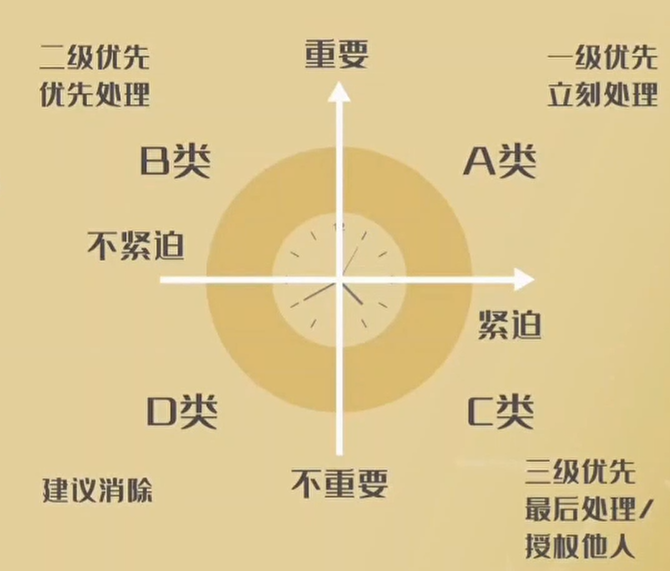 二级优先
优先处理
重要
一级优先
立刻处理
B类
A类
不紧迫
12
紧迫
D类
C类
建议消除
不重要
三级优先
最后处理/
授权他人